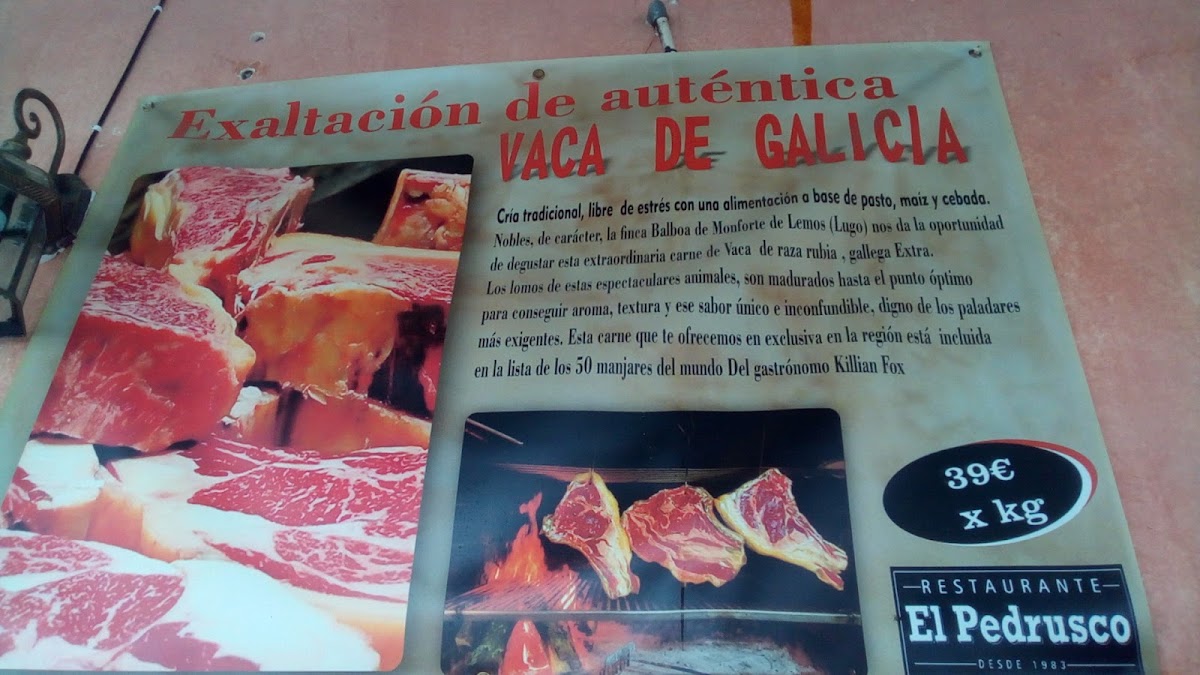 Exaltación de auténtica
VACA DE GALICIA
Cría tradicional, libre de estrés con una alimentación a base de pasto, maíz y cebada.
Nobles, de carácter, la finca Balboa de Monforte de Lemos (Lugo) nos da la oportunidad
de degustar esta extraordinaria carne de Vaca de raza rubia , gallega Extra.
Los lomos de estas espectaculares animales, son madurados hasta el punto óptimo
para conseguir aroma, textura y ese sabor único e inconfundible, digno de los paladares
más exigentes. Esta carne que te ofrecemos en exclusiva en la región está incluida
en la lista de los 50 manjares del mundo Del gastrónomo Killian Fox
39€
x kg
RESTAURANTE
El Pedrusco
DESDE 1983